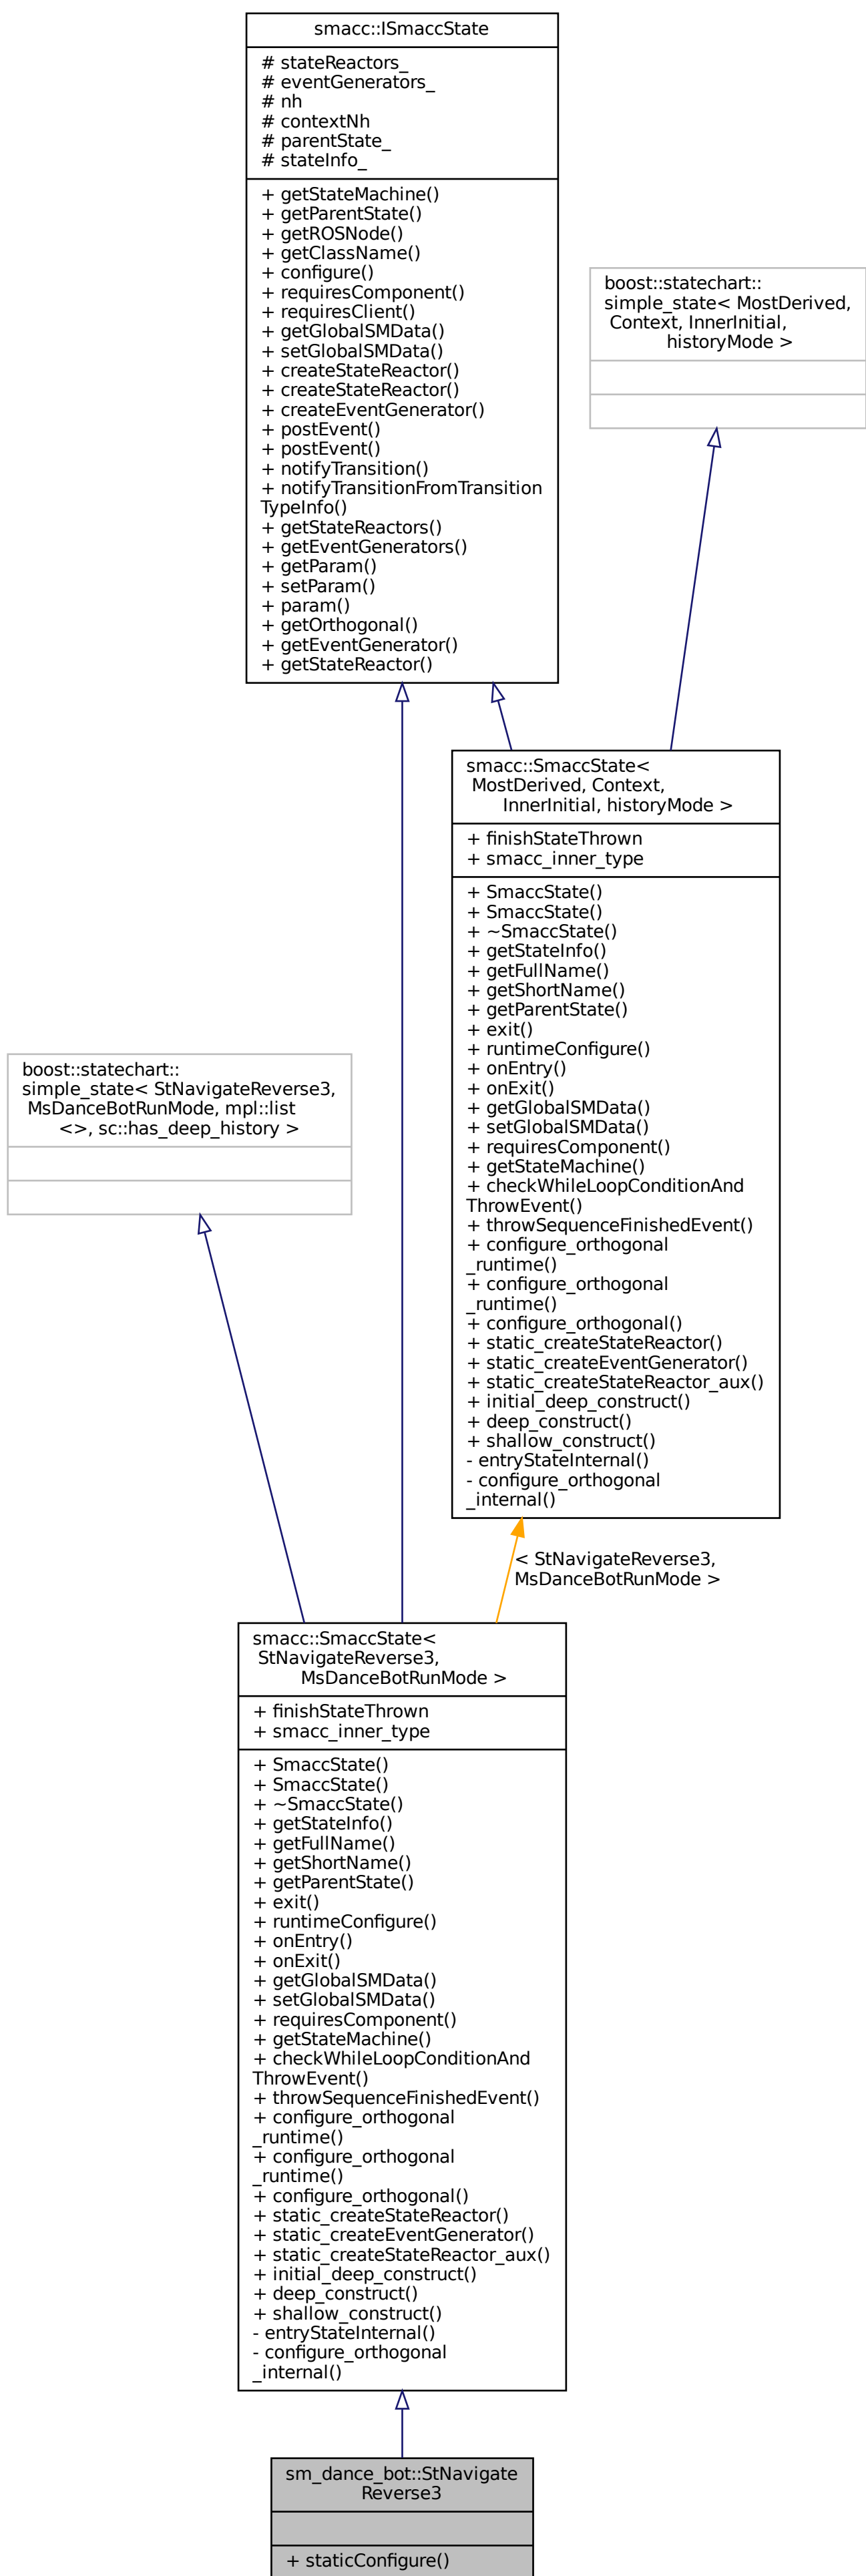 smacc::ISmaccState
# stateReactors_
# eventGenerators_
# nh
# contextNh
# parentState_
# stateInfo_
+ getStateMachine()
+ getParentState()
+ getROSNode()
+ getClassName()
+ configure()
+ requiresComponent()
+ requiresClient()
+ getGlobalSMData()
+ setGlobalSMData()
+ createStateReactor()
+ createStateReactor()
+ createEventGenerator()
+ postEvent()
+ postEvent()
+ notifyTransition()
+ notifyTransitionFromTransition
TypeInfo()
+ getStateReactors()
+ getEventGenerators()
+ getParam()
+ setParam()
+ param()
+ getOrthogonal()
+ getEventGenerator()
+ getStateReactor()
boost::statechart::
simple_state< MostDerived,
Context, InnerInitial,
historyMode >
smacc::SmaccState<
MostDerived, Context,
InnerInitial, historyMode >
+ finishStateThrown
+ smacc_inner_type
+ SmaccState()
+ SmaccState()
+ ~SmaccState()
+ getStateInfo()
+ getFullName()
+ getShortName()
+ getParentState()
+ exit()
+ runtimeConfigure()
+ onEntry()
+ onExit()
+ getGlobalSMData()
+ setGlobalSMData()
+ requiresComponent()
+ getStateMachine()
+ checkWhileLoopConditionAnd
ThrowEvent()
+ throwSequenceFinishedEvent()
+ configure_orthogonal
_runtime()
+ configure_orthogonal
_runtime()
+ configure_orthogonal()
+ static_createStateReactor()
+ static_createEventGenerator()
+ static_createStateReactor_aux()
+ initial_deep_construct()
+ deep_construct()
+ shallow_construct()
- entryStateInternal()
- configure_orthogonal
_internal()
boost::statechart::
simple_state< StNavigateReverse3,
MsDanceBotRunMode, mpl::list
<>, sc::has_deep_history >
< StNavigateReverse3,
MsDanceBotRunMode >
smacc::SmaccState<
StNavigateReverse3,
MsDanceBotRunMode >
+ finishStateThrown
+ smacc_inner_type
+ SmaccState()
+ SmaccState()
+ ~SmaccState()
+ getStateInfo()
+ getFullName()
+ getShortName()
+ getParentState()
+ exit()
+ runtimeConfigure()
+ onEntry()
+ onExit()
+ getGlobalSMData()
+ setGlobalSMData()
+ requiresComponent()
+ getStateMachine()
+ checkWhileLoopConditionAnd
ThrowEvent()
+ throwSequenceFinishedEvent()
+ configure_orthogonal
_runtime()
+ configure_orthogonal
_runtime()
+ configure_orthogonal()
+ static_createStateReactor()
+ static_createEventGenerator()
+ static_createStateReactor_aux()
+ initial_deep_construct()
+ deep_construct()
+ shallow_construct()
- entryStateInternal()
- configure_orthogonal
_internal()
sm_dance_bot::StNavigate
Reverse3
+ staticConfigure()